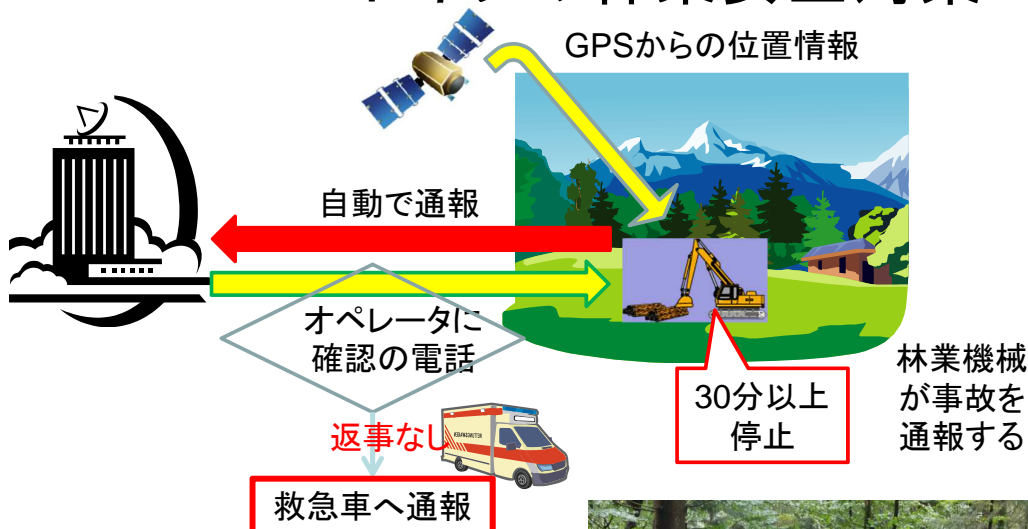 GPSからの位置情報
自動で通報
オペレータに
確認の電話
30分以上
停止
林業機械
が事故を
通報する
返事なし
救急車へ通報